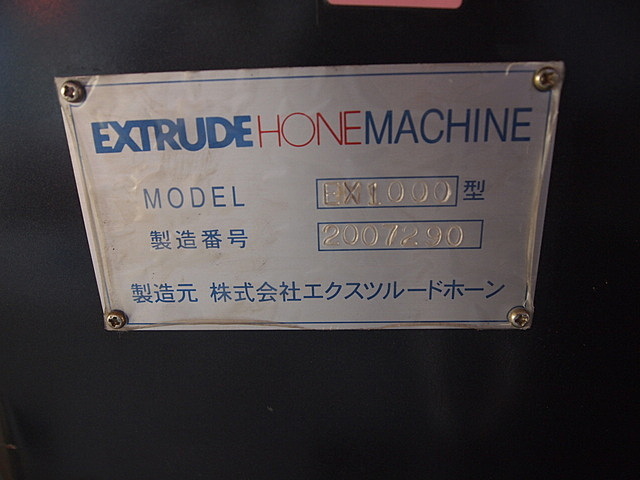 EXTRUDE HONE MACHINE
MODEL EX1000 型
製造番号 2007290
製造元 株式会社エクスツルードホーン